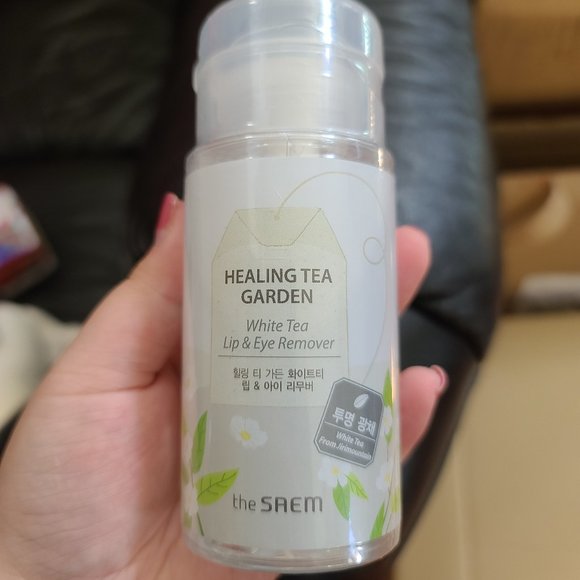 HEALING TEA
GARDEN
White Tea
Lip & Eye Remover
힐링 티 가든 화이트티
립 & 아이 리무버
투명 광채
White Tea
From Jirimountain
the SAEM